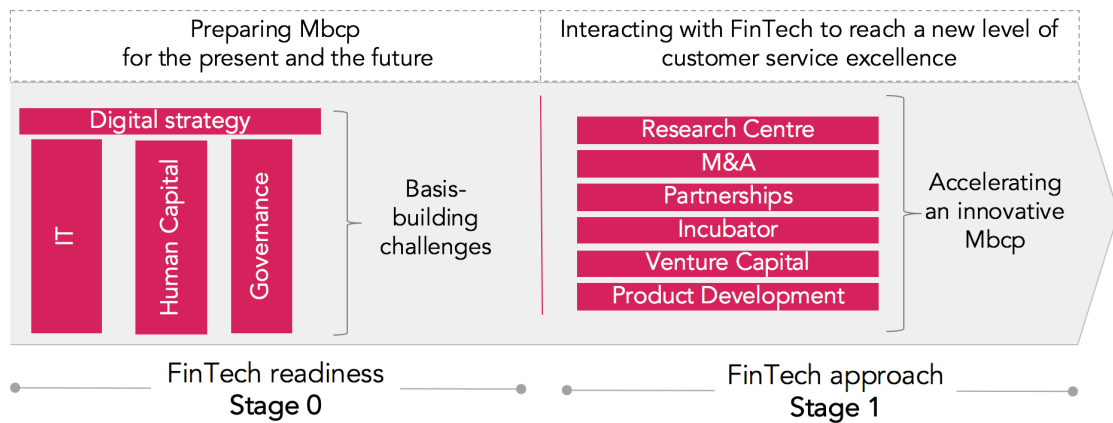 Preparing Mbcp
for the present and the future
Interacting with FinTech to reach a new level of
customer service excellence
Digital strategy
IT
Human Capital
Governance
Basis-
building
challenges
Research Centre
M&A
Partnerships
Incubator
Venture Capital
Product Development
Accelerating
an innovative
Mbcp
FinTech readiness
Stage 0
FinTech approach
Stage 1